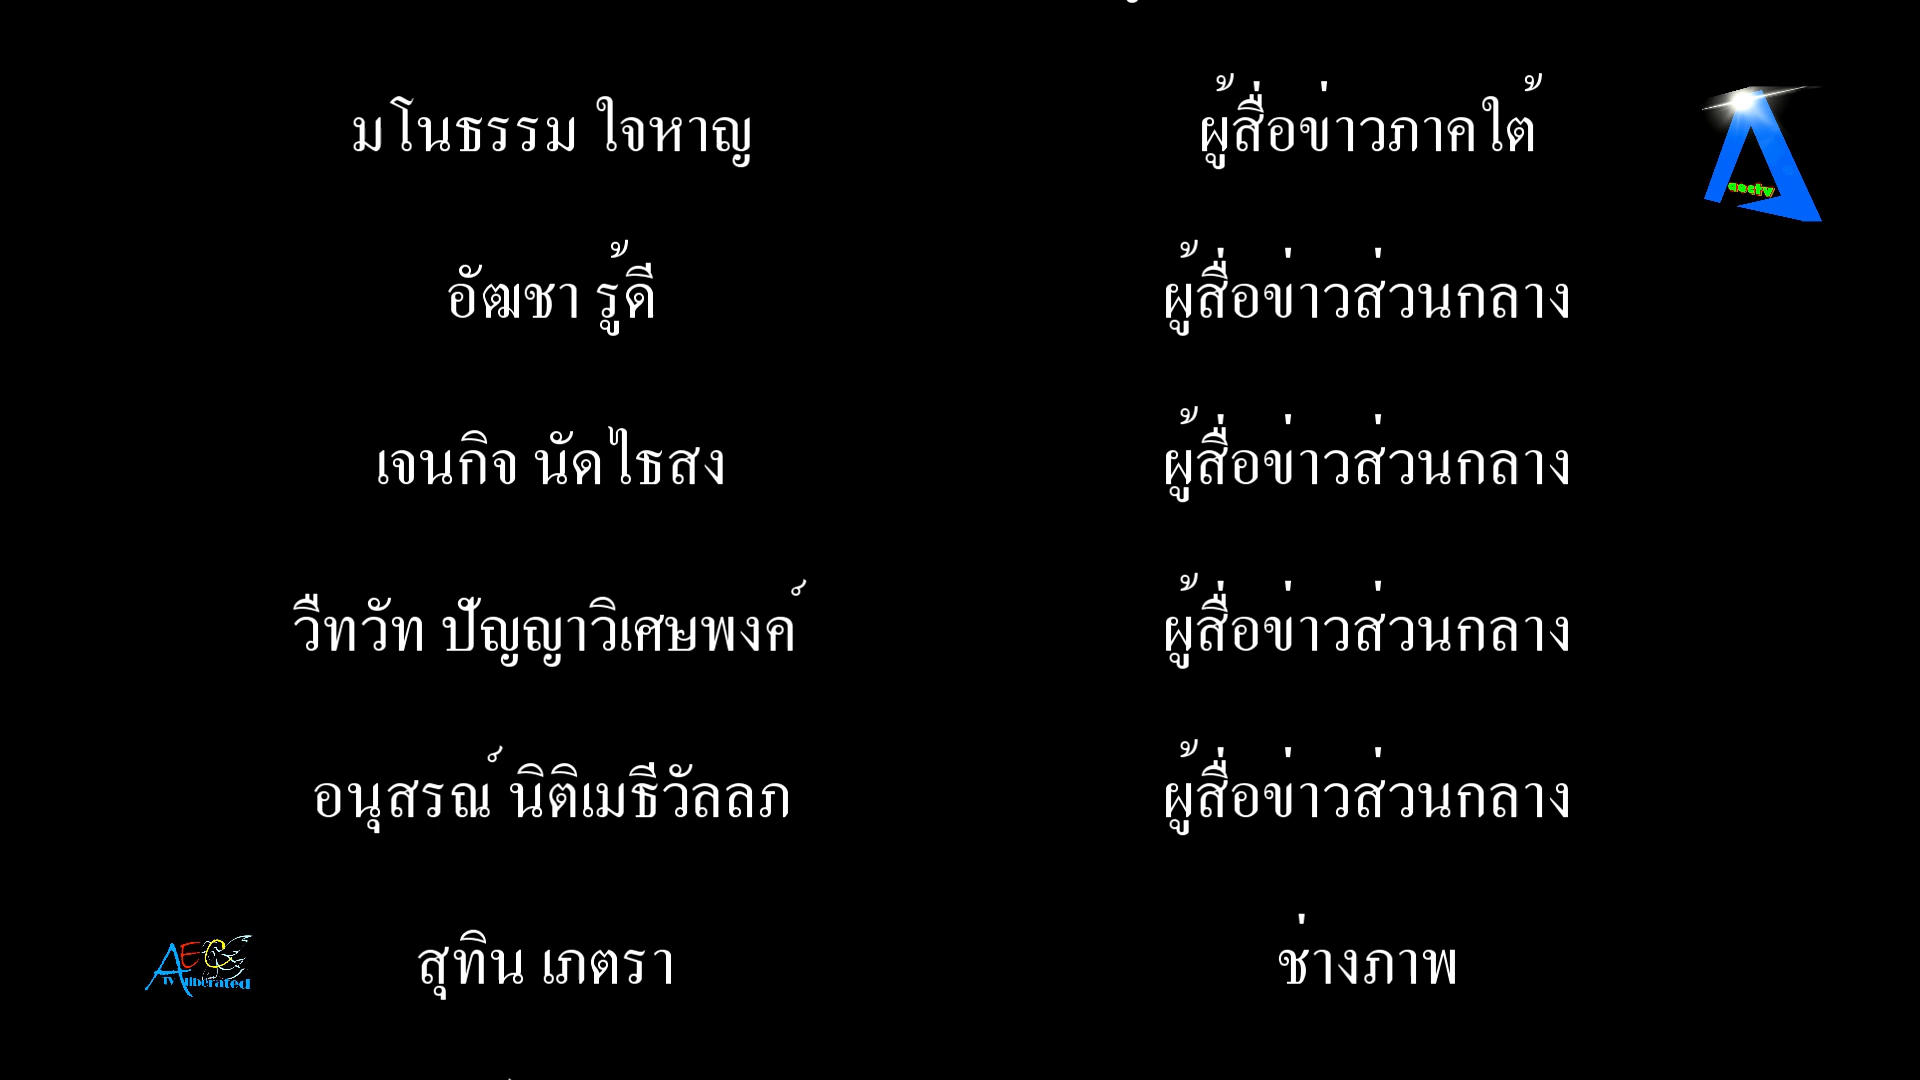 มโนธรรม ใจหาญ ผู้สื่อข่าวภาคใต้
aectv
อัฒชา รู้ดี ผู้สื่อข่าวส่วนกลาง
เจนกิจ นัดไธสง ผู้สื่อข่าวส่วนกลาง
วืทวัท ปัญญาวิเศษพงค์ ผู้สื่อข่าวส่วนกลาง
อนุสรณ์ นิติเมธีวัลลภ ผู้สื่อข่าวส่วนกลาง
สุทิน เภตรา ช่างภาพ
AEC
TV liberated